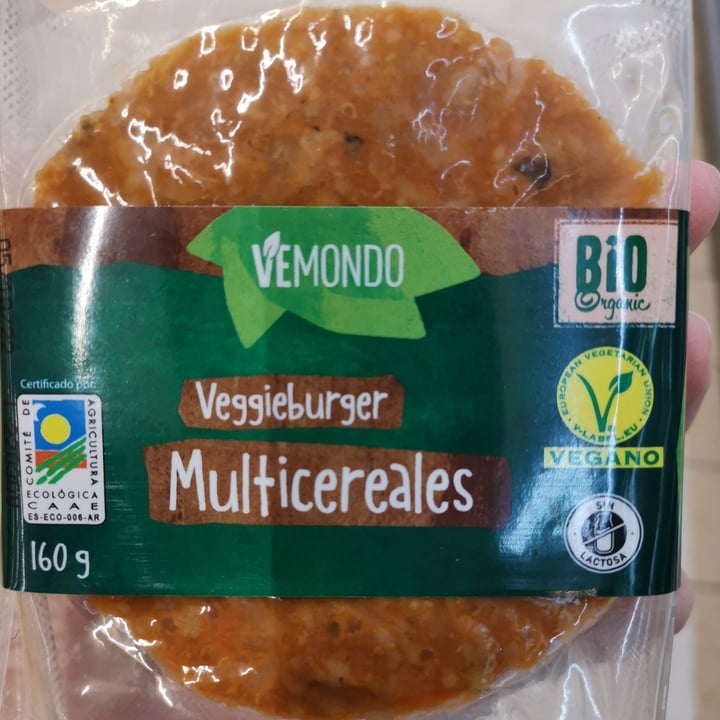 VEMONDO
BiO
Organic
Veggieburger
Multicereales
Certificado por:
COMITÉ DE
AGRICULTURA
ECOLÓGICA
CAAE
ES-ECO-006-AR
160 g
EUROPEAN VEGETARIAN UNION
V-LABEL.EU
VEGANO
SIN
LACTOSA